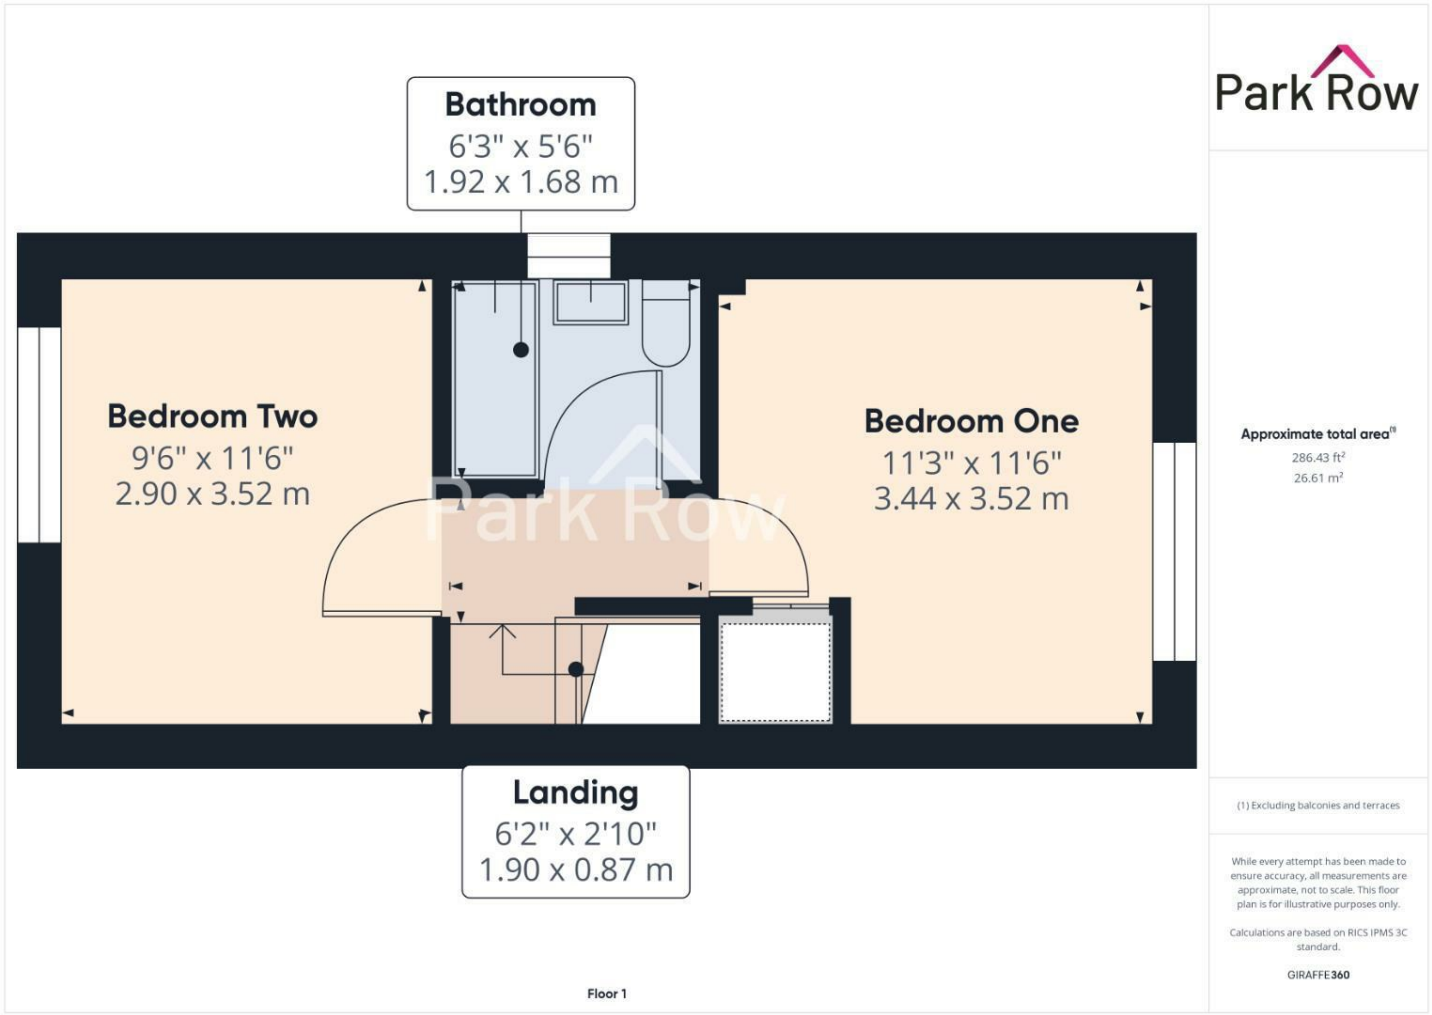 Bathroom
6'3" x 5'6"
1.92 x 1.68 m
Bedroom Two
9'6" x 11'6"
2.90 x 3.52 m
Bedroom One
11'3" x 11'6"
3.44 x 3.52 m
Park Row
Landing
6'2" x 2'10"
1.90 x 0.87 m
Floor 1
Park Row
Approximate total area⁽¹⁾
286.43 ft²
26.61 m²
(1) Excluding balconies and terraces
While every attempt has been made to
ensure accuracy, all measurements are
approximate, not to scale. This floor
plan is for illustrative purposes only.
Calculations are based on RICS IPMS 3C
standard.
GIRAFFE360